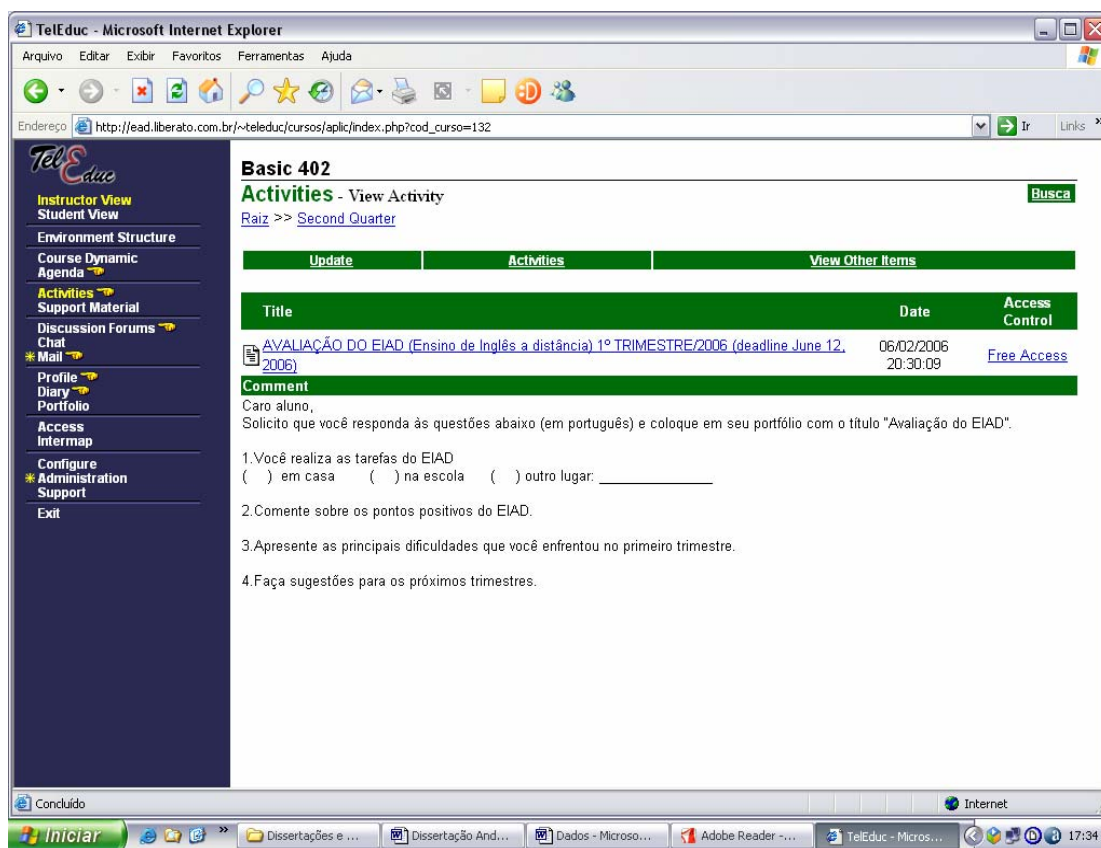 TelEduc - Microsoft Internet Explorer
Arquivo Editar Exibir Favoritos Ferramentas Ajuda
Endereço http://ead.liberato.com.br/~teleduc/cursos/aplic/index.php?cod_curso=132 Ir Links »
TelEduc
Instructor View
Student View
Environment Structure
Course Dynamic
Agenda
Activities
Support Material
Discussion Forums
Chat
Mail
Profile
Diary
Portfolio
Access
Intermap
Configure
Administration
Support
Exit
Basic 402
Activities - View Activity
Busca
Raiz >> Second Quarter
Update Activities View Other Items
Title Date Access Control
AVALIAÇÃO DO EIAD (Ensino de Inglês a distância) 1º TRIMESTRE/2006 (deadline June 12, 2006)
06/02/2006
20:30:09
Free Access
Comment
Caro aluno,
Solicito que você responda às questões abaixo (em português) e coloque em seu portfólio com o título "Avaliação do EIAD".
1.Você realiza as tarefas do EIAD
( ) em casa ( ) na escola ( ) outro lugar: _______________
2.Comente sobre os pontos positivos do EIAD.
3.Apresente as principais dificuldades que você enfrentou no primeiro trimestre.
4.Faça sugestões para os próximos trimestres.
Concluído Internet
Iniciar » Dissertações e ... Dissertação And... Dados - Microso... Adobe Reader -... TelEduc - Micros... 17:34